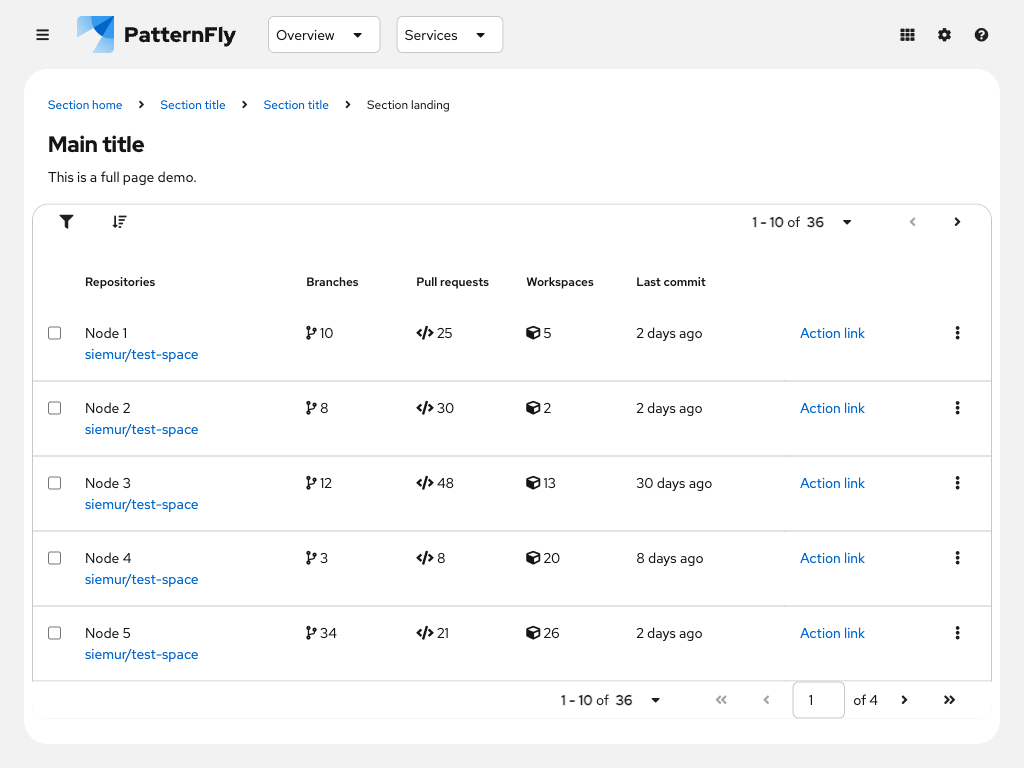 PatternFly Overview Services
Section home Section title Section title Section landing
Main title
This is a full page demo.
1 - 10 of 36
Repositories Branches Pull requests Workspaces Last commit
Node 1 10 25 5 2 days ago Action link
siemur/test-space
Node 2 8 30 2 2 days ago Action link
siemur/test-space
Node 3 12 48 13 30 days ago Action link
siemur/test-space
Node 4 3 8 20 8 days ago Action link
siemur/test-space
Node 5 34 21 26 2 days ago Action link
siemur/test-space
1 - 10 of 36 1 of 4